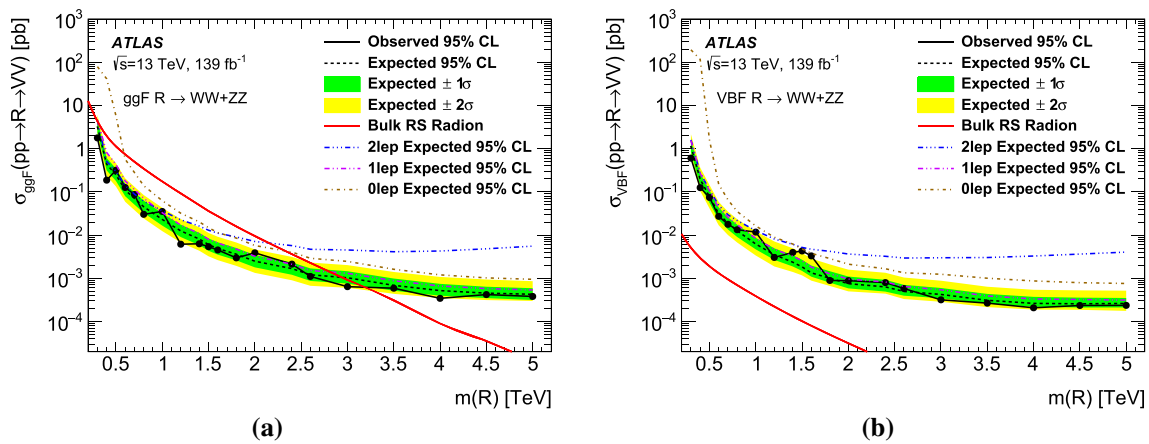 σggF(pp→R→VV) [pb]
10³
10²
10
1
10⁻¹
10⁻²
10⁻³
10⁻⁴
ATLAS
√s=13 TeV, 139 fb⁻¹
ggF R → WW+ZZ
Observed 95% CL
Expected 95% CL
Expected ± 1σ
Expected ± 2σ
Bulk RS Radion
2lep Expected 95% CL
1lep Expected 95% CL
0lep Expected 95% CL
0.5 1 1.5 2 2.5 3 3.5 4 4.5 5
m(R) [TeV]
(a)
σVBF(pp→R→VV) [pb]
10³
10²
10
1
10⁻¹
10⁻²
10⁻³
10⁻⁴
ATLAS
√s=13 TeV, 139 fb⁻¹
VBF R → WW+ZZ
Observed 95% CL
Expected 95% CL
Expected ± 1σ
Expected ± 2σ
Bulk RS Radion
2lep Expected 95% CL
1lep Expected 95% CL
0lep Expected 95% CL
0.5 1 1.5 2 2.5 3 3.5 4 4.5 5
m(R) [TeV]
(b)